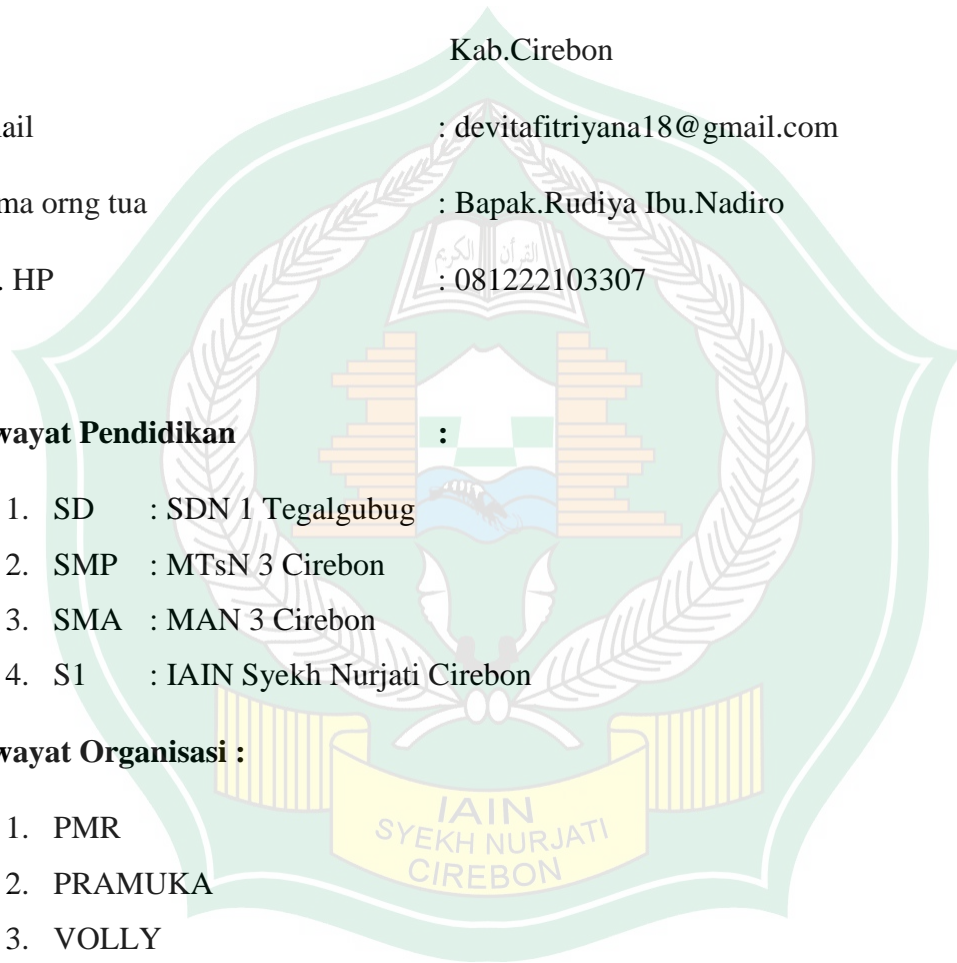 Kab.Cirebon
ail : devitafitriyana18@gmail.com
ma orng tua : Bapak.Rudiya Ibu.Nadiro
. HP : 081222103307
القرآن الكريم
wayat Pendidikan :
1. SD : SDN 1 Tegalgubug
2. SMP : MTsN 3 Cirebon
3. SMA : MAN 3 Cirebon
4. S1 : IAIN Syekh Nurjati Cirebon
wayat Organisasi :
1. PMR
2. PRAMUKA
3. VOLLY
IAIN
SYEKH NURJATI
CIREBON